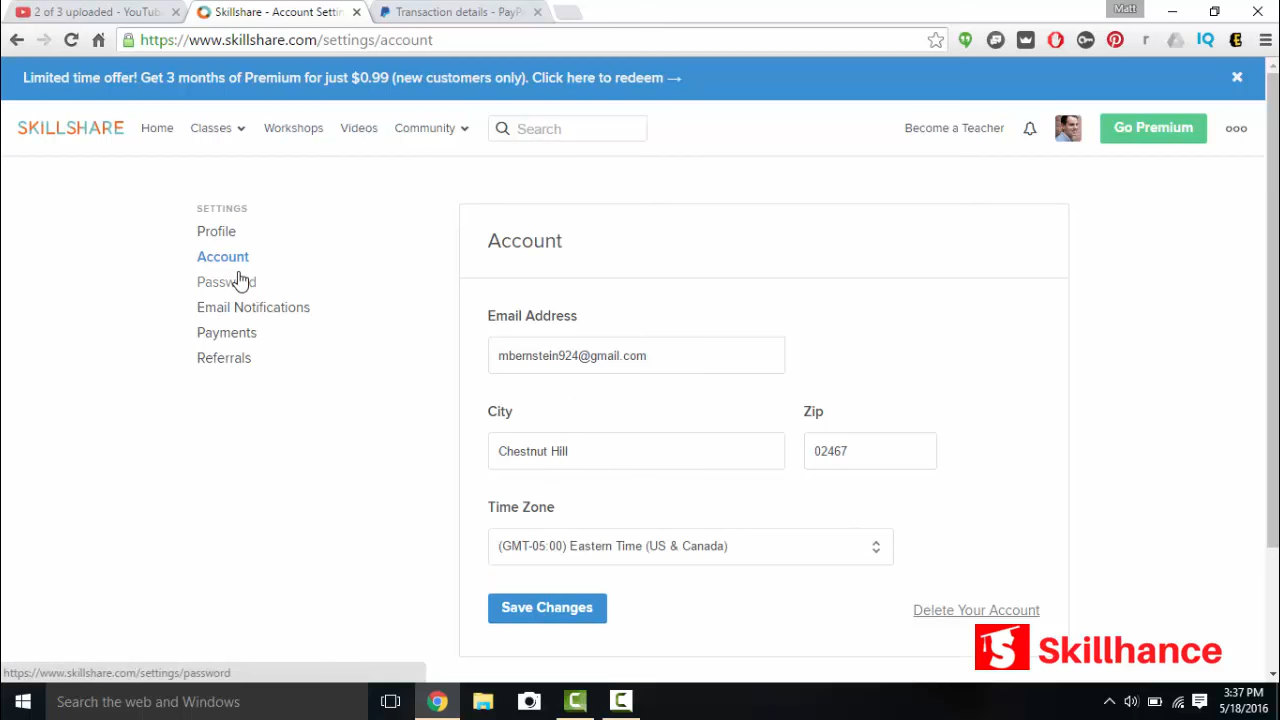 2 of 3 uploaded - YouTub
Skillshare - Account Settin
Transaction details - PayP
Matt
https://www.skillshare.com/settings/account
Limited time offer! Get 3 months of Premium for just $0.99 (new customers only). Click here to redeem →
SKILLSHARE Home Classes Workshops Videos Community Search Become a Teacher Go Premium
SETTINGS
Profile
Account
Password
Email Notifications
Payments
Referrals
Account
Email Address
mbernstein924@gmail.com
City Zip
Chestnut Hill 02467
Time Zone
(GMT-05:00) Eastern Time (US & Canada)
Save Changes
Delete Your Account
S Skillhance
https://www.skillshare.com/settings/password
Search the web and Windows
3:37 PM
5/18/2016